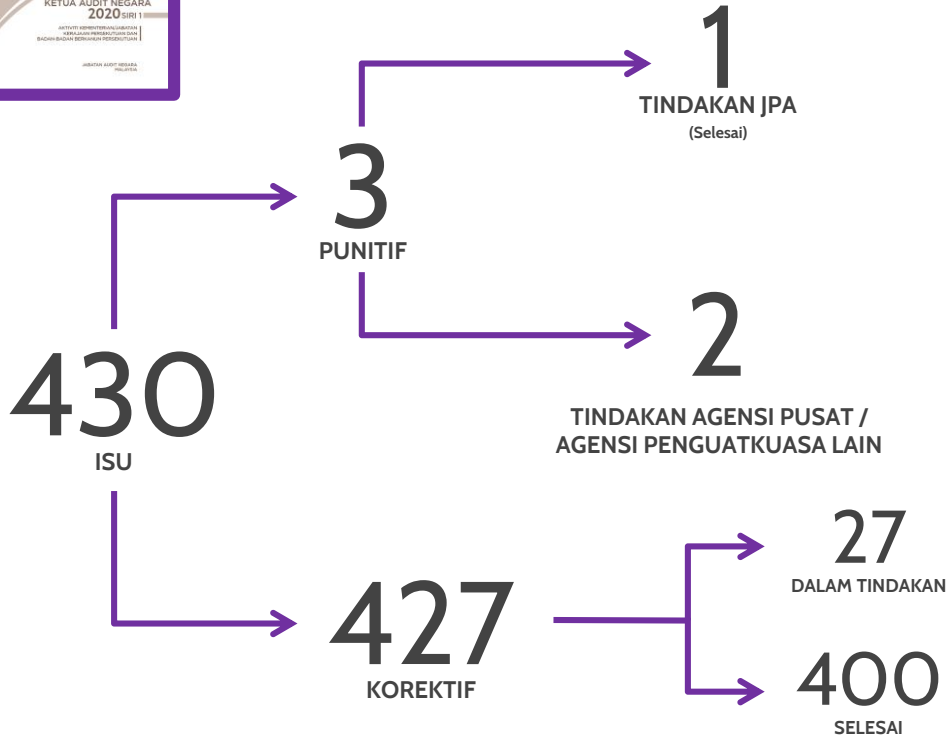 KETUA AUDIT NEGARA
2020 SIRI 1
AKTIVITI KEMENTERIAN/JABATAN
KERAJAAN PERSEKUTUAN DAN
BADAN-BADAN BERKANUN PERSEKUTUAN
JABATAN AUDIT NEGARA
MALAYSIA
1
TINDAKAN JPA
(Selesai)
3
PUNITIF
2
TINDAKAN AGENSI PUSAT /
AGENSI PENGUATKUASA LAIN
430
ISU
27
DALAM TINDAKAN
427
KOREKTIF
400
SELESAI